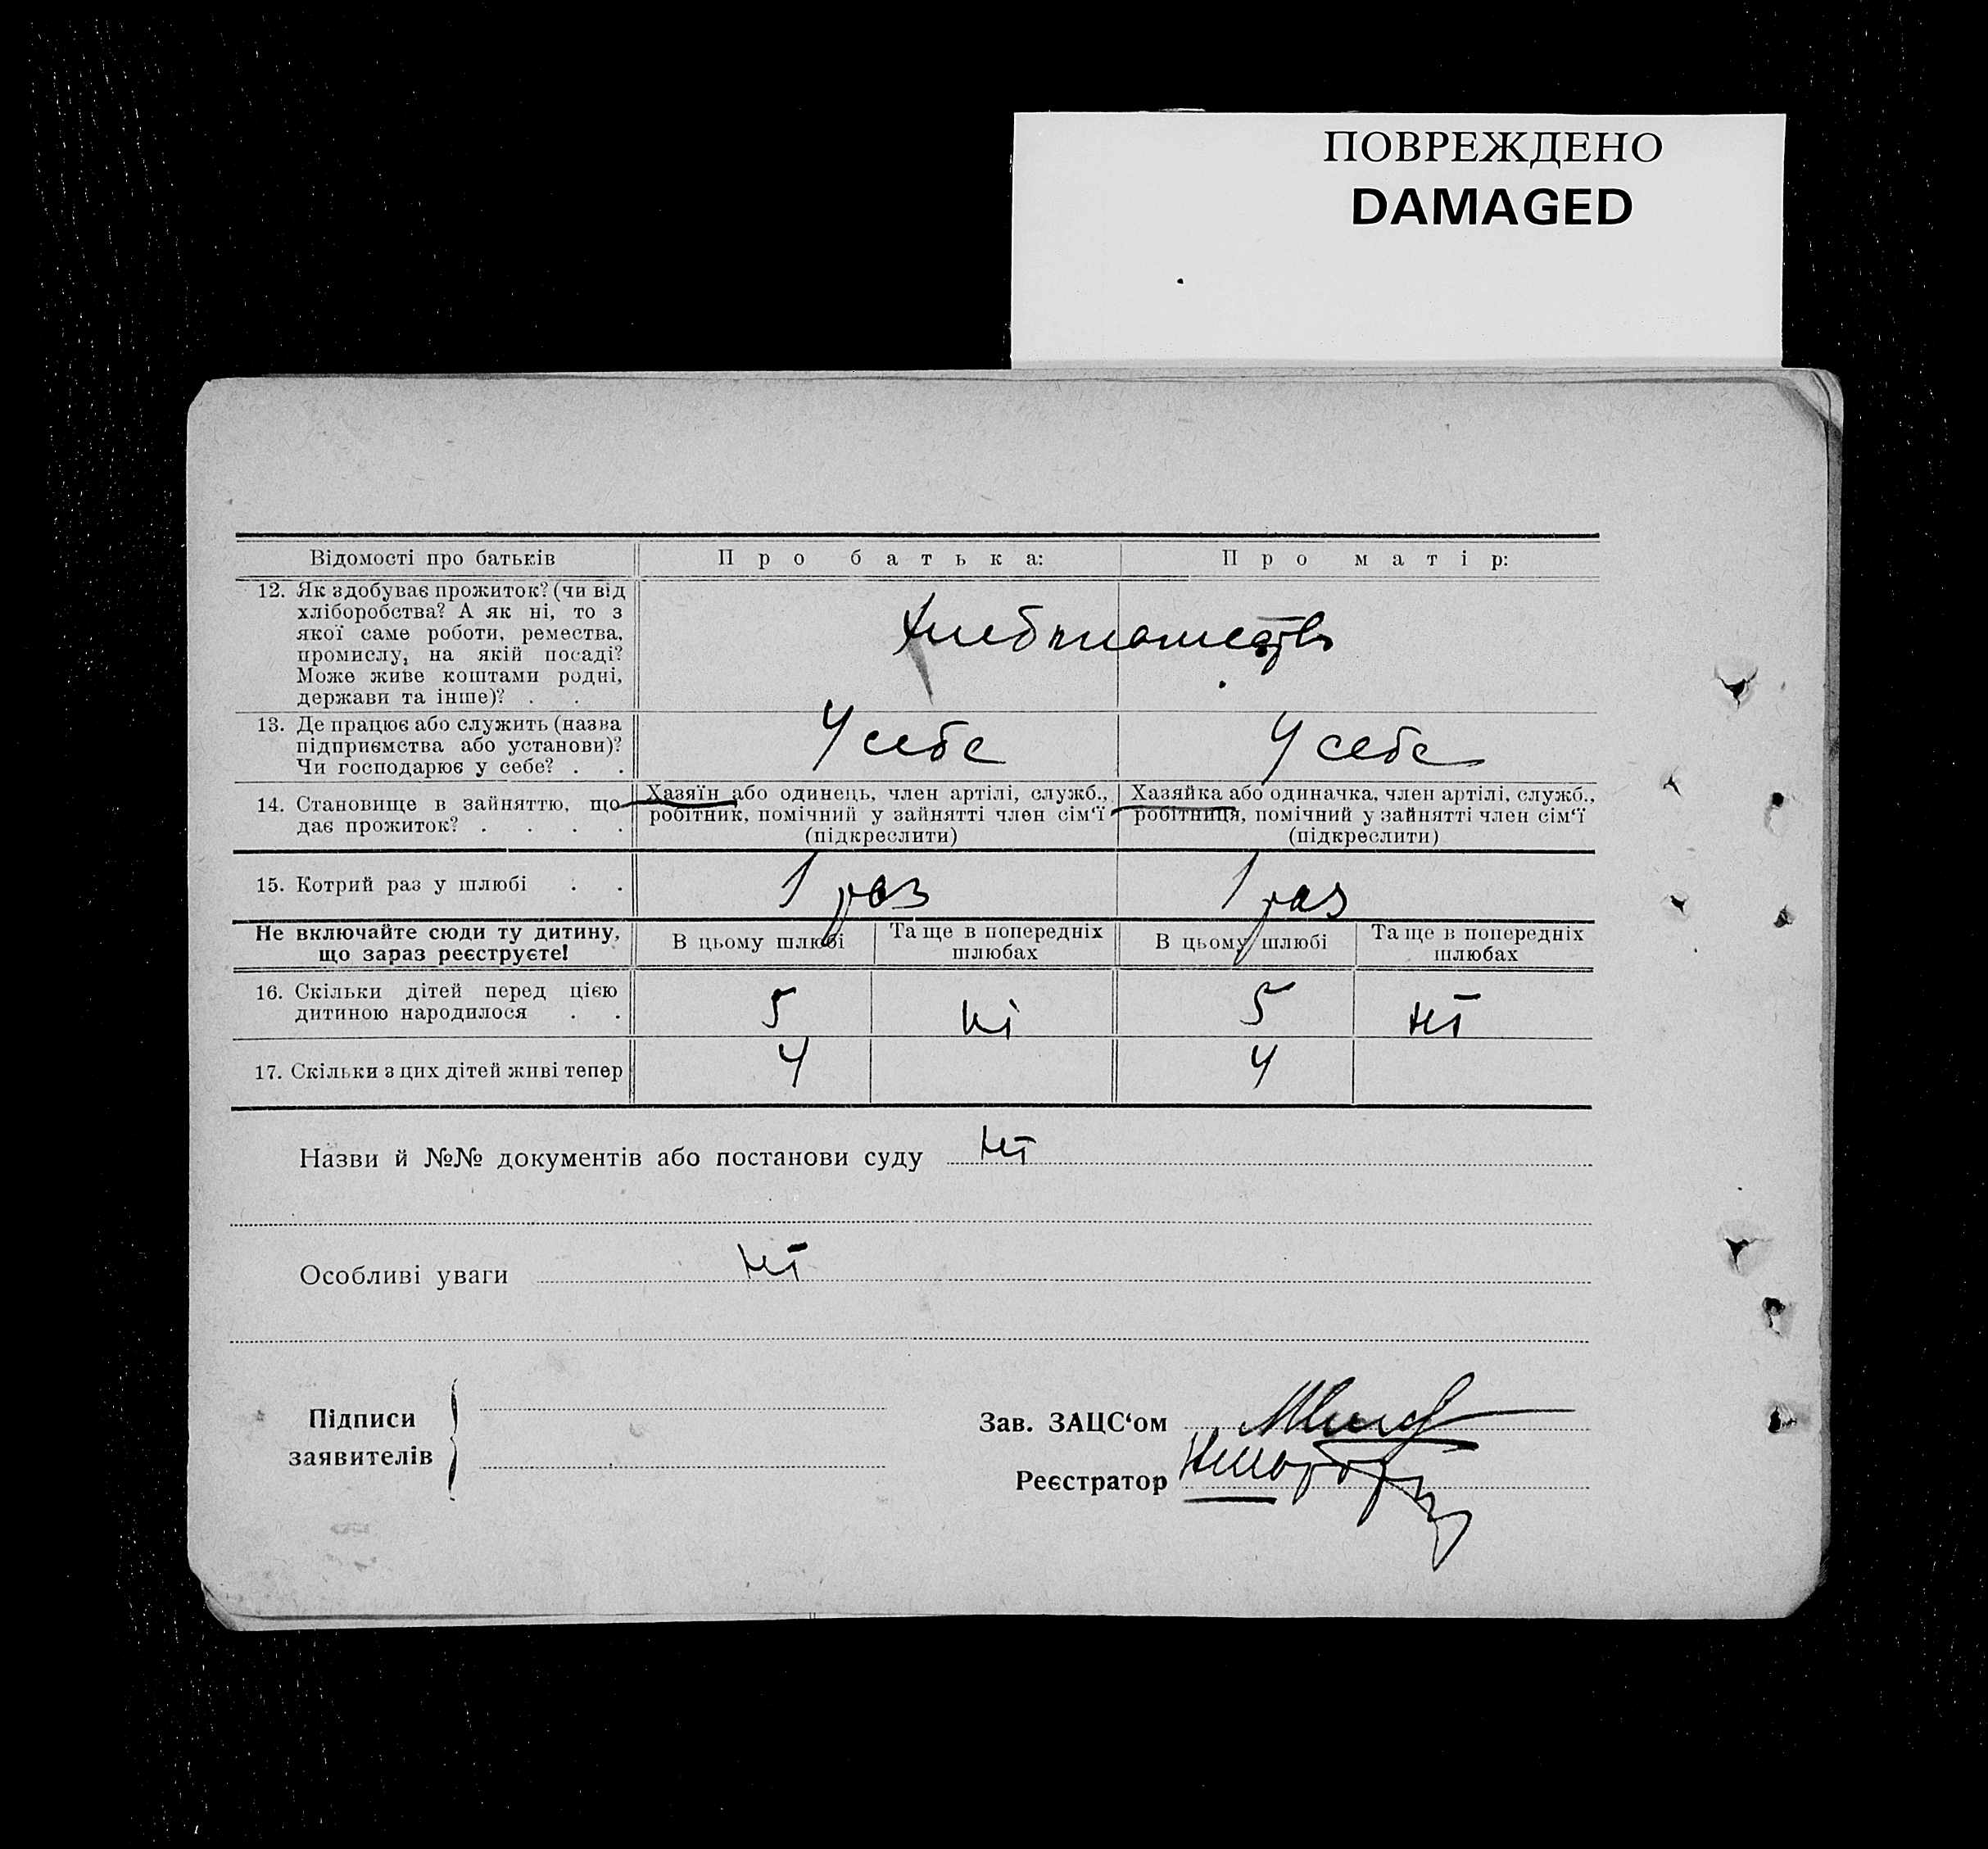 ПОВРЕЖДЕНО
DAMAGED
Відомості про батьків
Про батька:
Про матір:
12. Як здобуває прожиток? (чи від
хліборобства? А як ні, то з
якої саме роботи, ремества,
промислу, на якій посаді?
Може живе коштами родні,
держави та інше)? . .
13. Де працює або служить (назва
підприємства або установи)?
Чи господарює у себе? . .
У себе
У себе
14. Становище в зайняттю, що
дає прожиток? . . . .
Хазяїн або одинець, член артілі, служб.,
робітник, помічний у зайнятті член сім‘ї
(підкреслити)
Хазяйка або одиначка, член артілі, служб.,
робітниця, помічний у зайнятті член сім‘ї
(підкреслити)
15. Котрий раз у шлюбі . .
1 раз
1 раз
Не включайте сюди ту дитину,
що зараз реєструєте!
В цьому шлюбі
Та ще в попередніх
шлюбах
В цьому шлюбі
Та ще в попередніх
шлюбах
16. Скільки дітей перед цією
дитиною народилося . .
5
ні
5
ні
17. Скільки з цих дітей живі тепер
4
4
Назви й №№ документів або постанови суду ні
Особливі уваги ні
Підписи
заявителів
Зав. ЗАЦС‘ом
Реєстратор